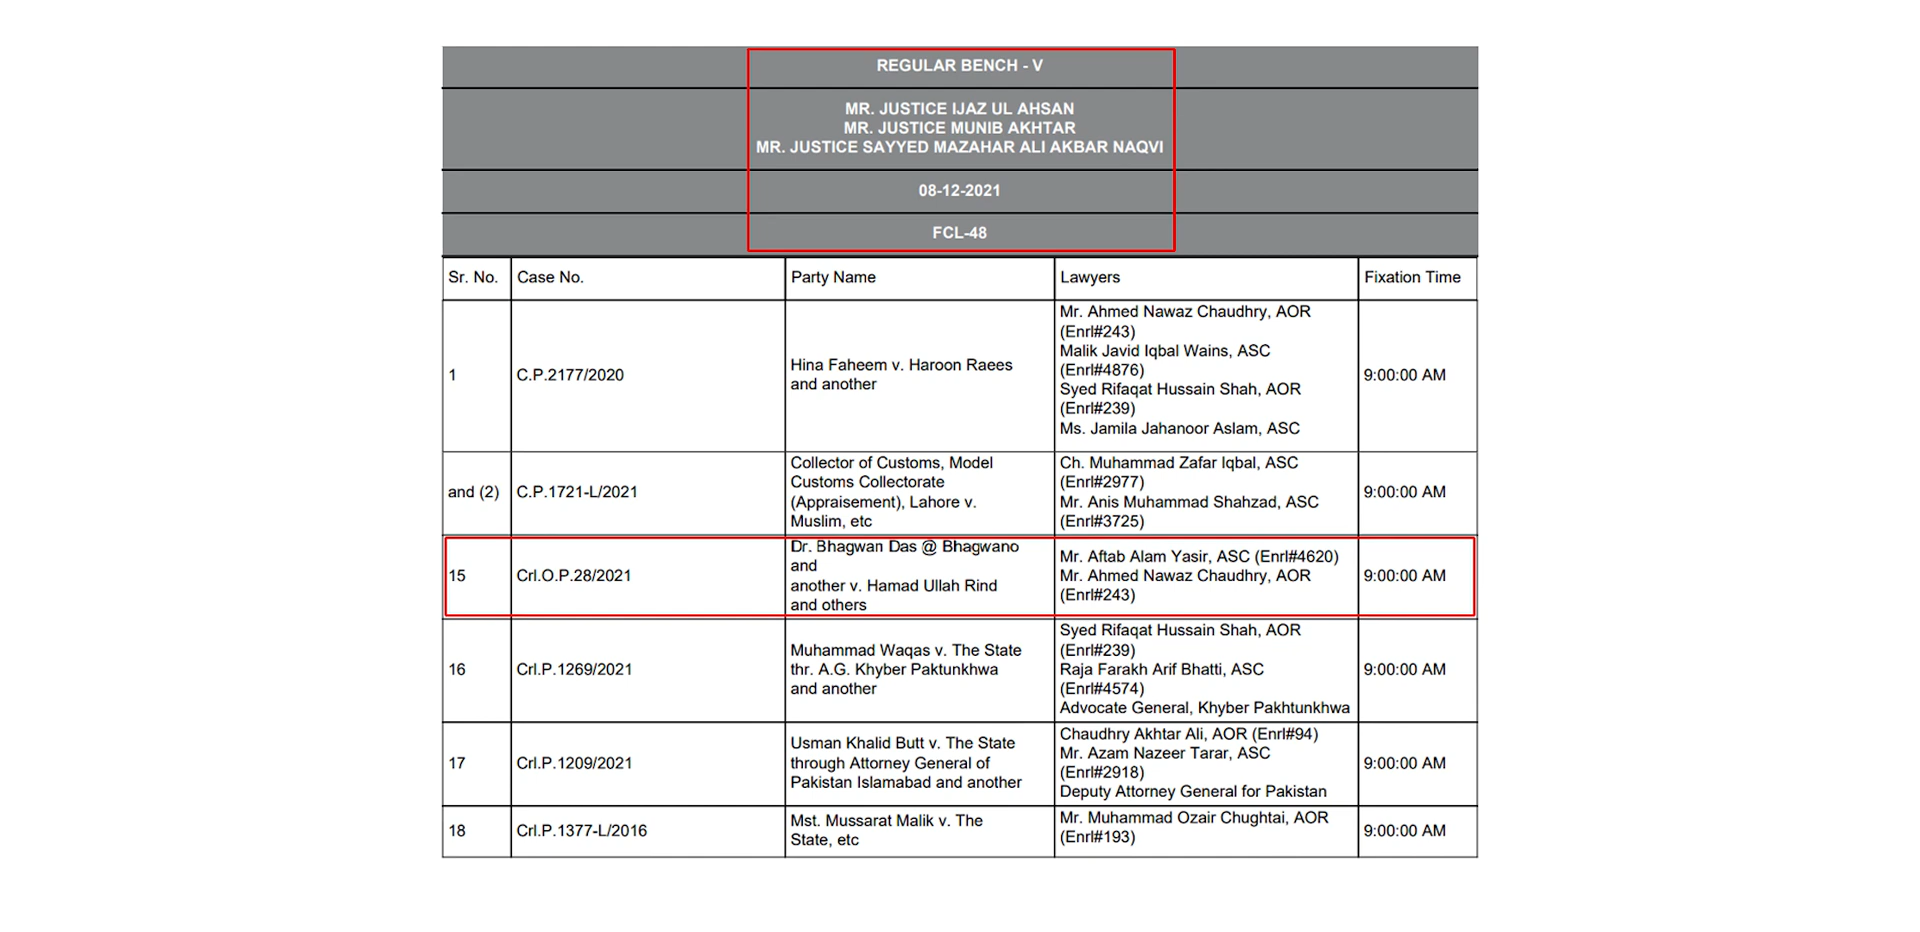 REGULAR BENCH - V
MR. JUSTICE IJAZ UL AHSAN
MR. JUSTICE MUNIB AKHTAR
MR. JUSTICE SAYYED MAZAHAR ALI AKBAR NAQVI
08-12-2021
FCL-48
Sr. No.
Case No.
Party Name
Lawyers
Fixation Time
1
C.P.2177/2020
Hina Faheem v. Haroon Raees
and another
Mr. Ahmed Nawaz Chaudhry, AOR
(Enrl#243)
Malik Javid Iqbal Wains, ASC
(Enrl#4876)
Syed Rifaqat Hussain Shah, AOR
(Enrl#239)
Ms. Jamila Jahanoor Aslam, ASC
9:00:00 AM
and (2)
C.P.1721-L/2021
Collector of Customs, Model
Customs Collectorate
(Appraisement), Lahore v.
Muslim, etc
Ch. Muhammad Zafar Iqbal, ASC
(Enrl#2977)
Mr. Anis Muhammad Shahzad, ASC
(Enrl#3725)
9:00:00 AM
15
Crl.O.P.28/2021
Dr. Bhagwan Das @ Bhagwano
and
another v. Hamad Ullah Rind
and others
Mr. Aftab Alam Yasir, ASC (Enrl#4620)
Mr. Ahmed Nawaz Chaudhry, AOR
(Enrl#243)
9:00:00 AM
16
Crl.P.1269/2021
Muhammad Waqas v. The State
thr. A.G. Khyber Paktunkhwa
and another
Syed Rifaqat Hussain Shah, AOR
(Enrl#239)
Raja Farakh Arif Bhatti, ASC
(Enrl#4574)
Advocate General, Khyber Pakhtunkhwa
9:00:00 AM
17
Crl.P.1209/2021
Usman Khalid Butt v. The State
through Attorney General of
Pakistan Islamabad and another
Chaudhry Akhtar Ali, AOR (Enrl#94)
Mr. Azam Nazeer Tarar, ASC
(Enrl#2918)
Deputy Attorney General for Pakistan
9:00:00 AM
18
Crl.P.1377-L/2016
Mst. Mussarat Malik v. The
State, etc
Mr. Muhammad Ozair Chughtai, AOR
(Enrl#193)
9:00:00 AM